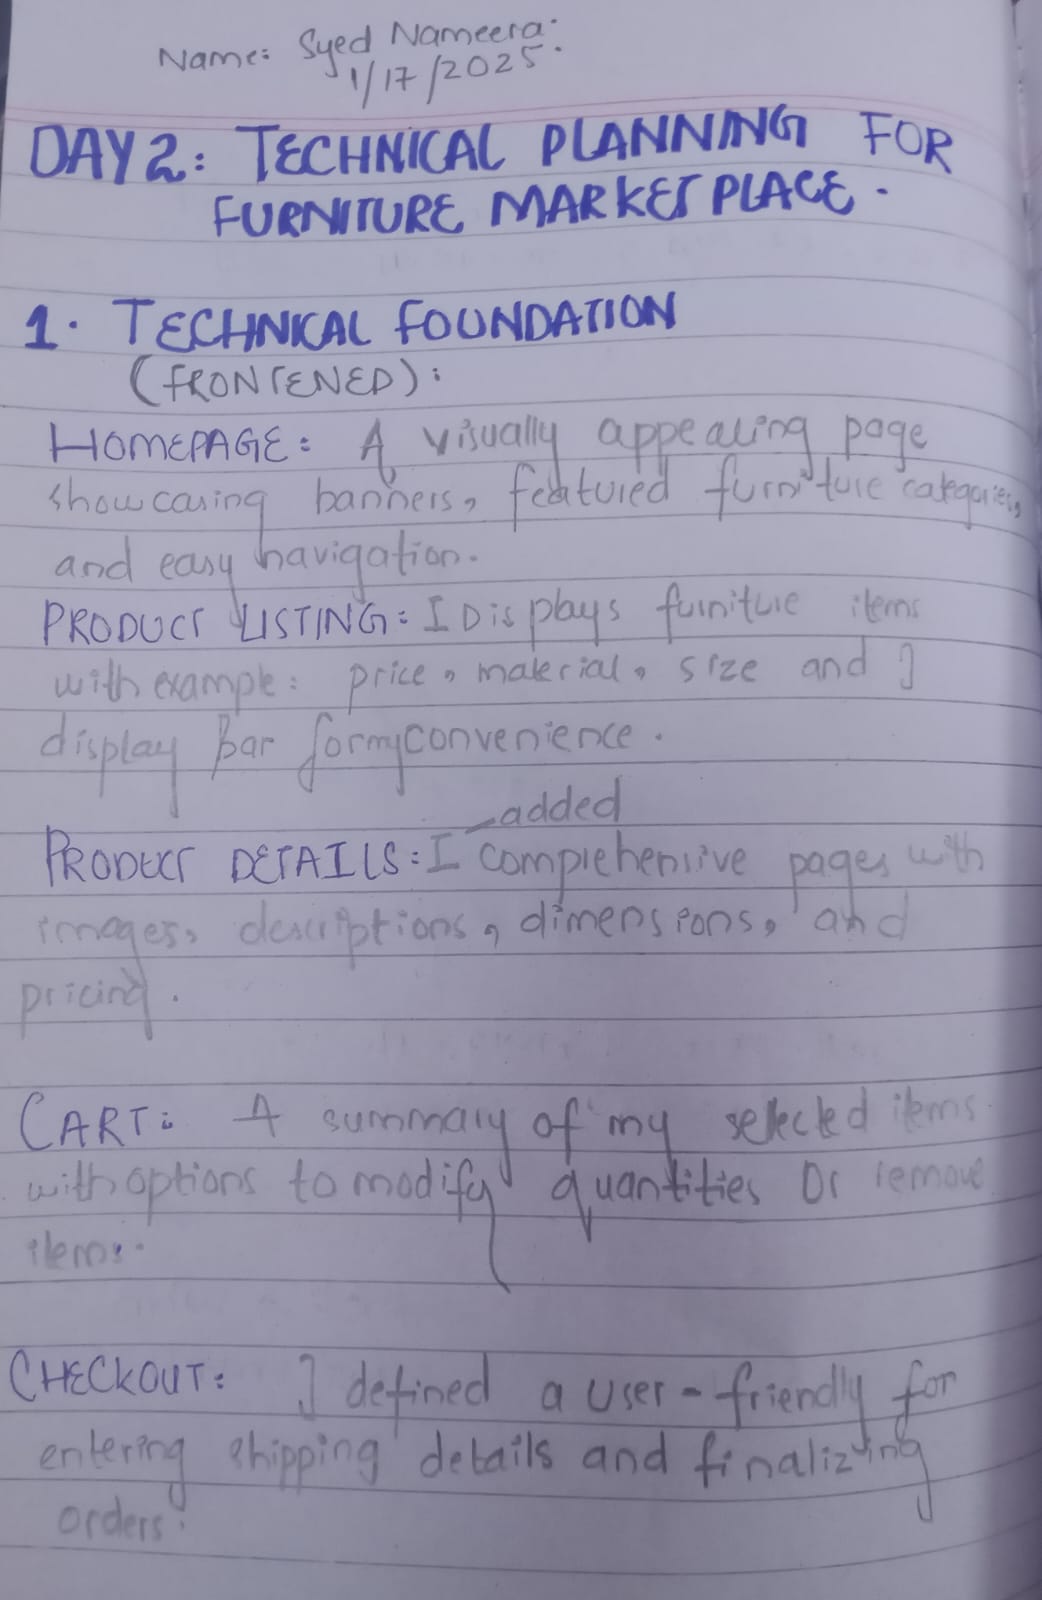 Name: Syed Nameera.
1/17/2025.
DAY 2: TECHNICAL PLANNING FOR
FURNITURE MARKET PLACE.
1. TECHNICAL FOUNDATION
(FRONTENED):
HOMEPAGE: A visually appealing page
showcasing banners, featured furniture categories,
and easy navigation.
PRODUCT LISTING: I Displays furniture items
with example: price, material, size and I
display Bar for my convenience.
added
PRODUCT DETAILS: I comprehensive pages with
images, descriptions, dimensions, and
pricing.
CART: A summary of my selected items
with options to modify quantities Or remove
items.
CHECKOUT: I defined a user-friendly for
entering shipping details and finalizing
orders.